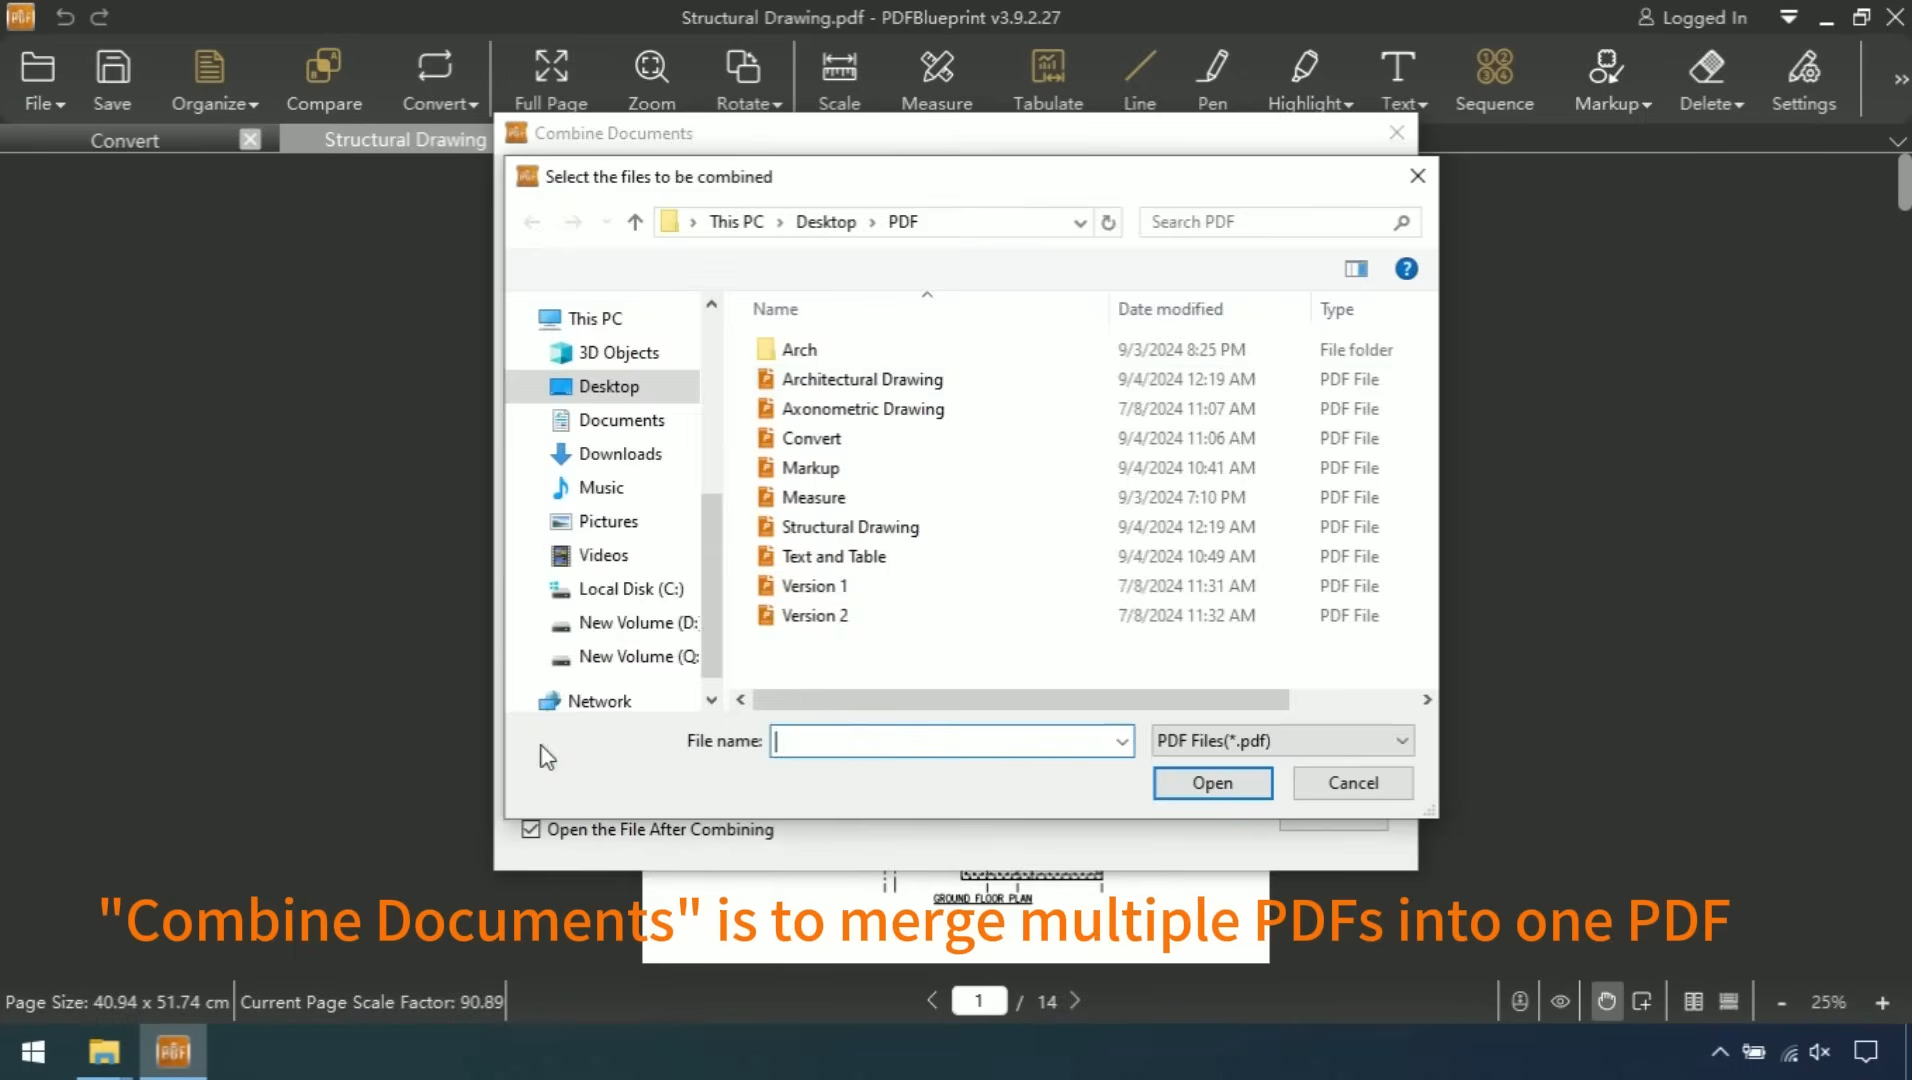 Structural Drawing.pdf - PDFBlueprint v3.9.2.27
Logged In
File
Save
Organize
Compare
Convert
Full Page
Zoom
Rotate
Scale
Measure
Tabulate
Line
Pen
Highlight
Text
Sequence
Markup
Delete
Settings
Convert
Structural Drawing
Combine Documents
Select the files to be combined
This PC > Desktop > PDF
Search PDF
This PC
3D Objects
Desktop
Documents
Downloads
Music
Pictures
Videos
Local Disk (C:)
New Volume (D:
New Volume (Q:
Network
Name Date modified Type
Arch 9/3/2024 8:25 PM File folder
Architectural Drawing 9/4/2024 12:19 AM PDF File
Axonometric Drawing 7/8/2024 11:07 AM PDF File
Convert 9/4/2024 11:06 AM PDF File
Markup 9/4/2024 10:41 AM PDF File
Measure 9/3/2024 7:10 PM PDF File
Structural Drawing 9/4/2024 12:19 AM PDF File
Text and Table 9/4/2024 10:49 AM PDF File
Version 1 7/8/2024 11:31 AM PDF File
Version 2 7/8/2024 11:32 AM PDF File
File name:
PDF Files(*.pdf)
Open
Cancel
Open the File After Combining
GROUND FLOOR PLAN
"Combine Documents" is to merge multiple PDFs into one PDF
Page Size: 40.94 x 51.74 cm
Current Page Scale Factor: 90.89
1 / 14
- 25% +